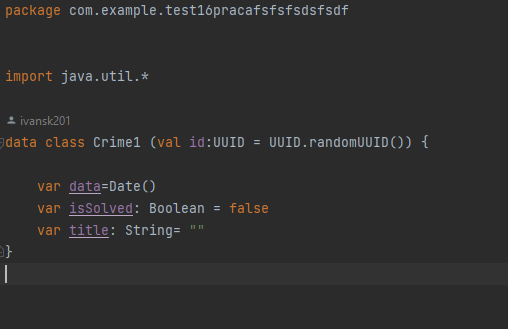 package com.example.test16pracafsfsfsdsfsdf
import java.util.*
ivansk201
data class Crime1 (val id:UUID = UUID.randomUUID()) {
var data=Date()
var isSolved: Boolean = false
var title: String= ""
}